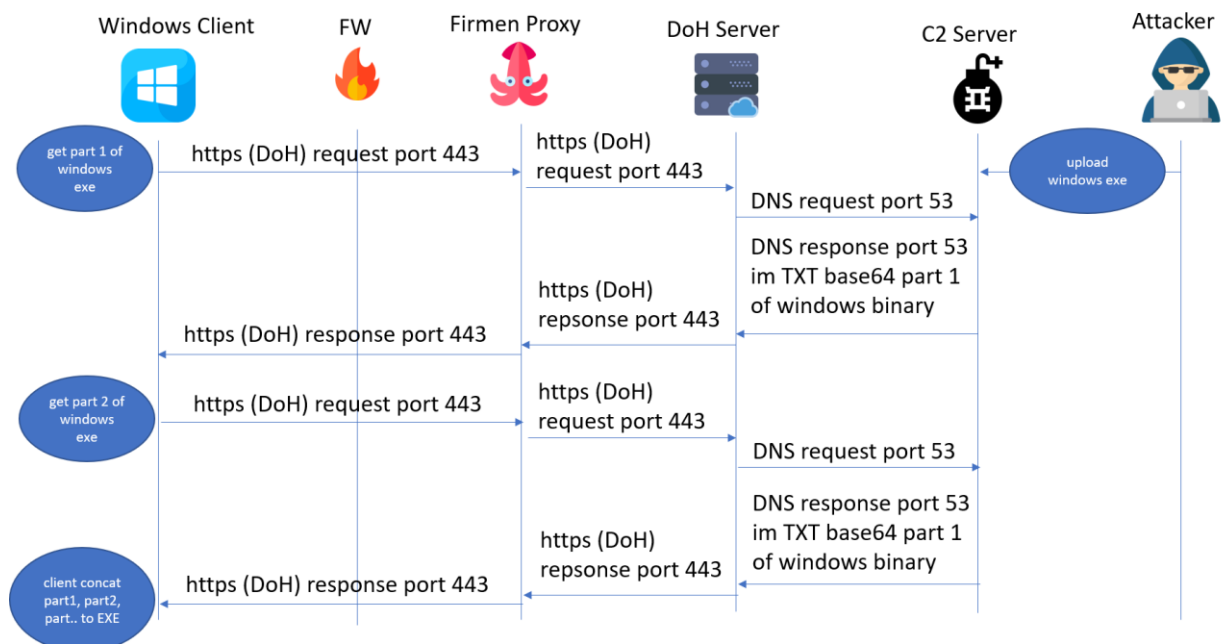 Windows Client
FW
Firmen Proxy
DoH Server
C2 Server
Attacker
get part 1 of
windows
exe
https (DoH) request port 443
https (DoH)
request port 443
upload
windows exe
DNS request port 53
DNS response port 53
im TXT base64 part 1
of windows binary
https (DoH)
repsonse port 443
https (DoH) response port 443
get part 2 of
windows
exe
https (DoH) request port 443
https (DoH)
request port 443
DNS request port 53
DNS response port 53
im TXT base64 part 1
of windows binary
https (DoH)
repsonse port 443
https (DoH) response port 443
client concat
part1, part2,
part.. to EXE